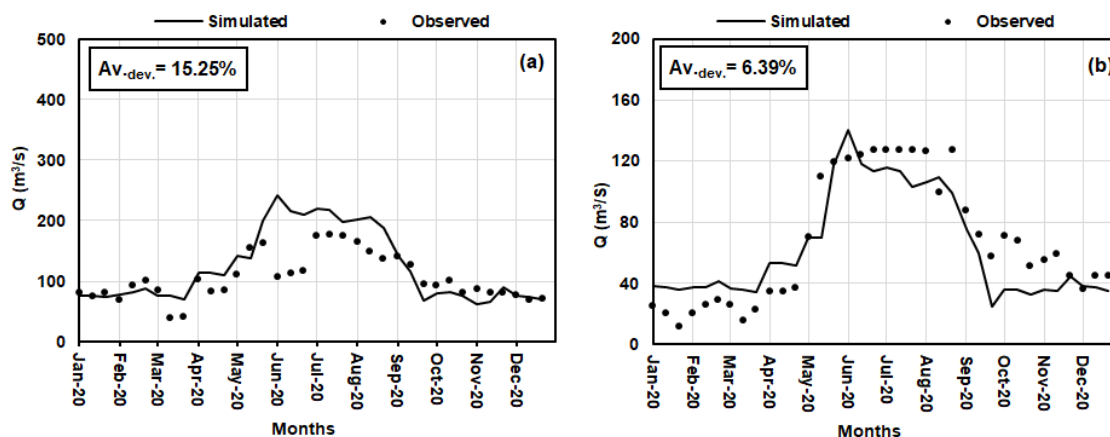 Simulated Observed
Av.dev.= 15.25%
(a)
Q (m³/s)
500
400
300
200
100
0
Jan-20
Feb-20
Mar-20
Apr-20
May-20
Jun-20
Jul-20
Aug-20
Sep-20
Oct-20
Nov-20
Dec-20
Months
Simulated Observed
Av.dev.= 6.39%
(b)
Q (m³/S)
200
160
120
80
40
0
Jan-20
Feb-20
Mar-20
Apr-20
May-20
Jun-20
Jul-20
Aug-20
Sep-20
Oct-20
Nov-20
Dec-20
Months